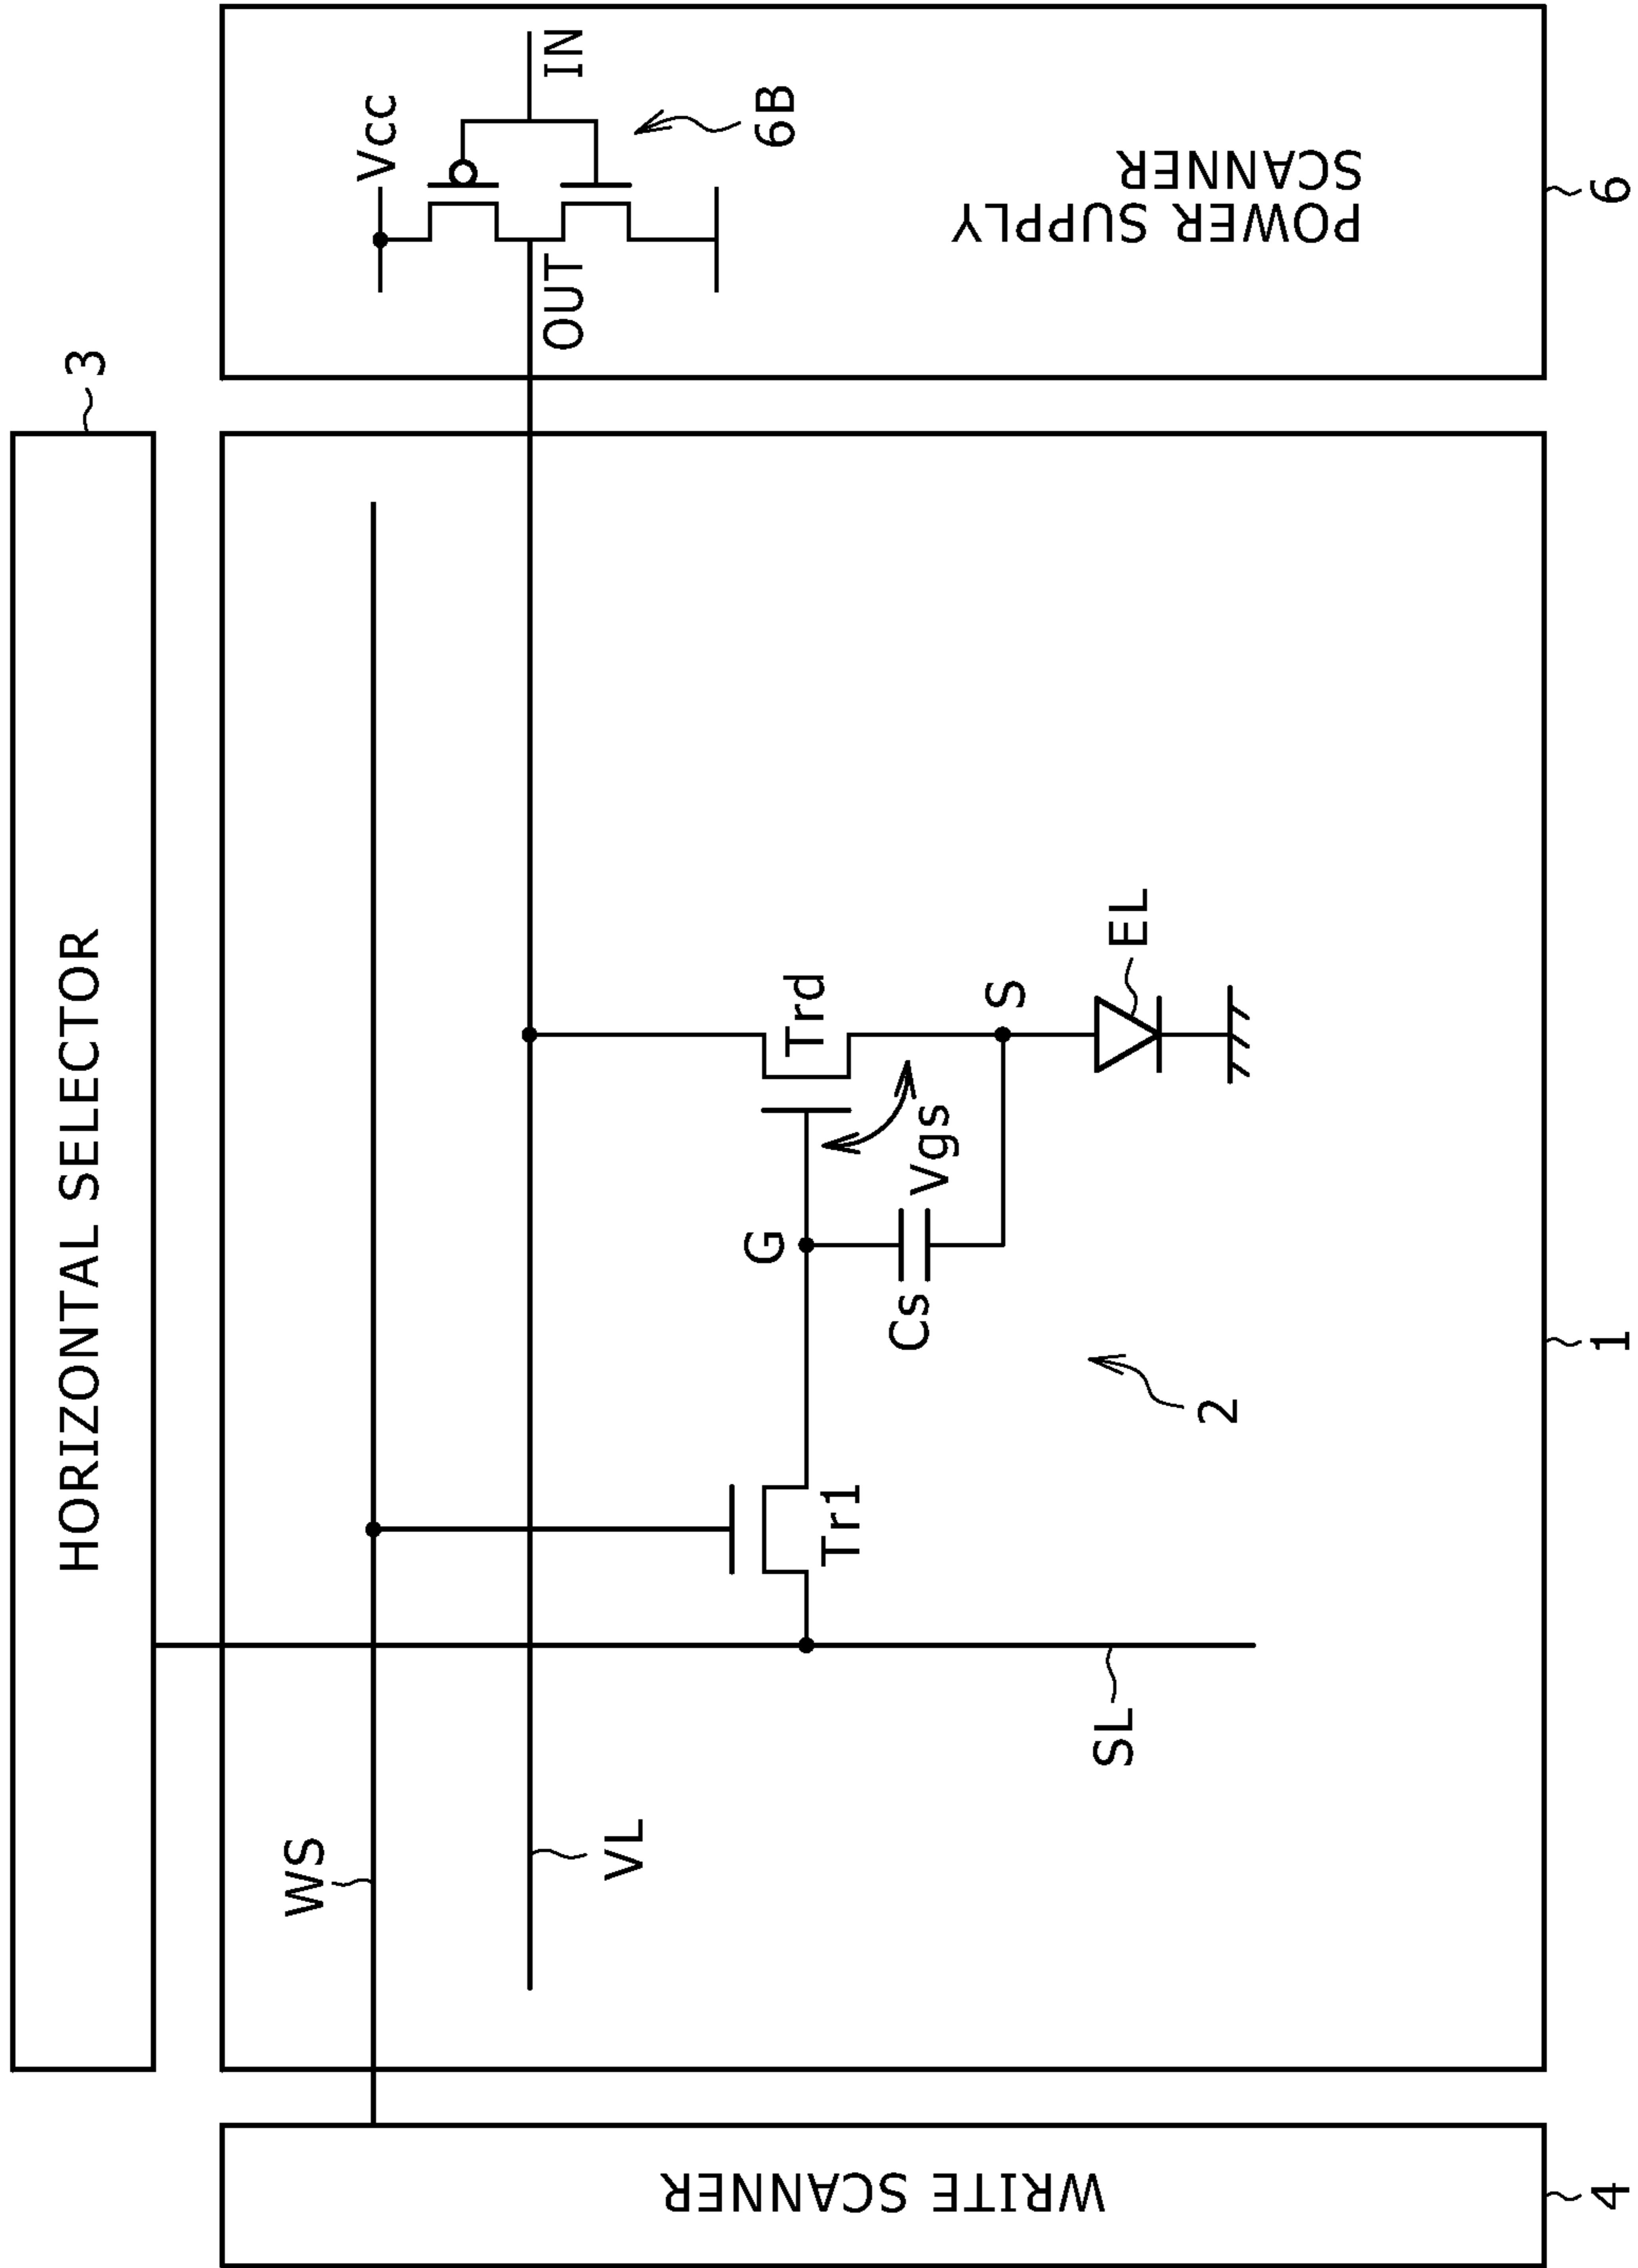 HORIZONTAL SELECTOR
3
WS
Vcc
IN
OUT
6B
VL
G
Trd
Tr1
Cs
Vgs
S
EL
SL
2
WRITE SCANNER
POWER SUPPLY
SCANNER
4
1
6